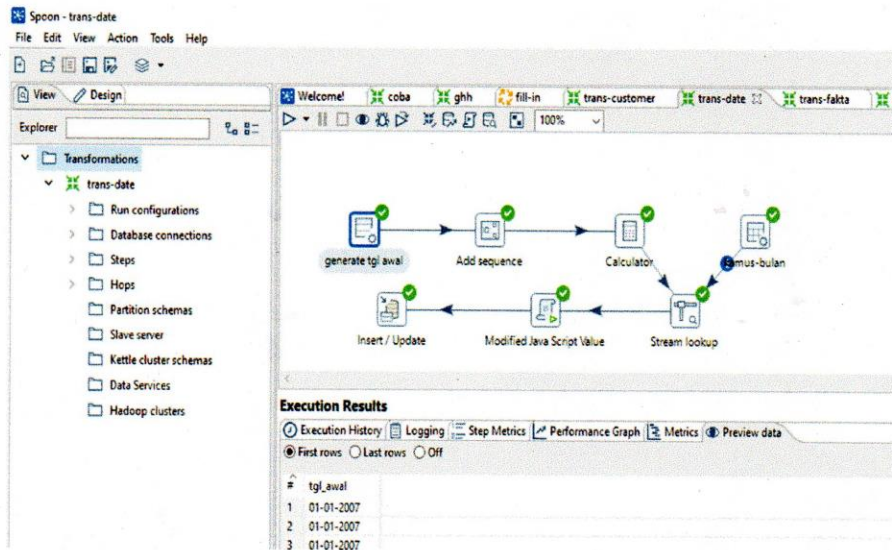 Spoon - trans-date
File Edit View Action Tools Help
View Design
Explorer
Transformations
trans-date
Run configurations
Database connections
Steps
Hops
Partition schemas
Slave server
Kettle cluster schemas
Data Services
Hadoop clusters
Welcome! coba ghh fill-in trans-customer trans-date trans-fakta
100%
generate tgl awal Add sequence Calculator
Insert / Update Modified Java Script Value Stream lookup
Execution Results
Execution History Logging Step Metrics Performance Graph Metrics Preview data
First rows Last rows Off
# tgl_awal
1 01-01-2007
2 01-01-2007
3 01-01-2007